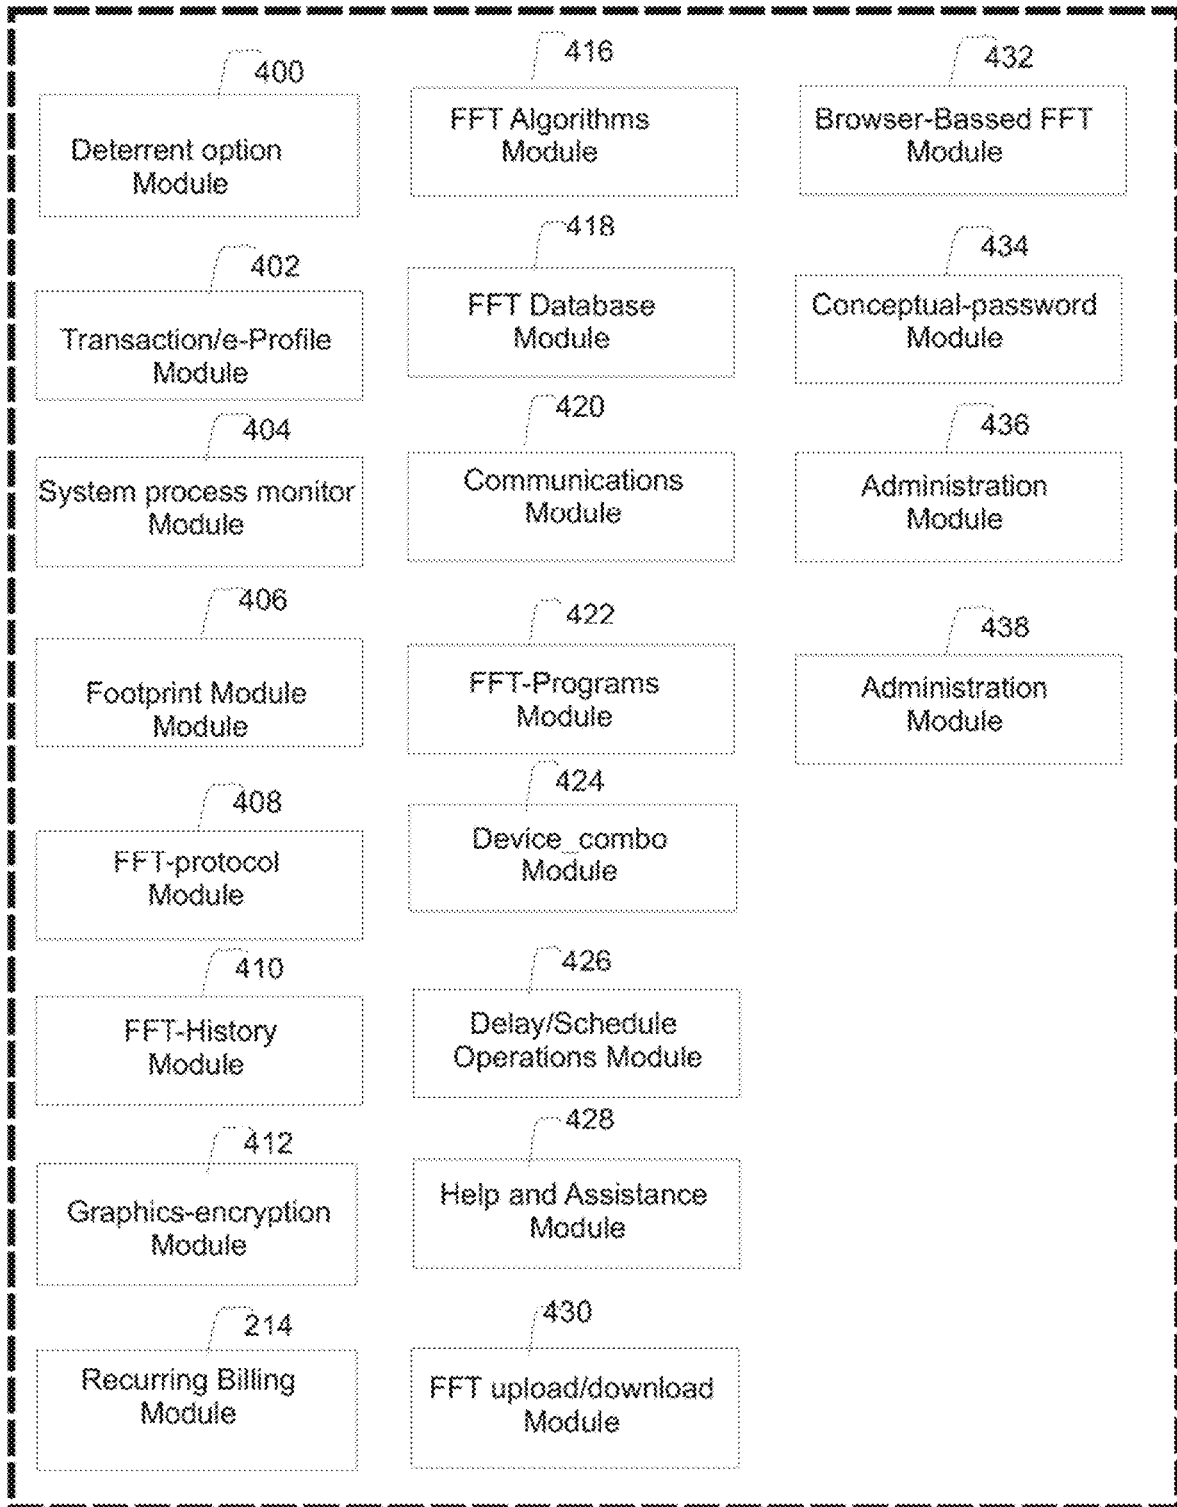 400
Deterrent option
Module
402
Transaction/e-Profile
Module
404
System process monitor
Module
406
Footprint Module
Module
408
FFT-protocol
Module
410
FFT-History
Module
412
Graphics-encryption
Module
214
Recurring Billing
Module
416
FFT Algorithms
Module
418
FFT Database
Module
420
Communications
Module
422
FFT-Programs
Module
424
Device_combo
Module
426
Delay/Schedule
Operations Module
428
Help and Assistance
Module
430
FFT upload/download
Module
432
Browser-Bassed FFT
Module
434
Conceptual-password
Module
436
Administration
Module
438
Administration
Module